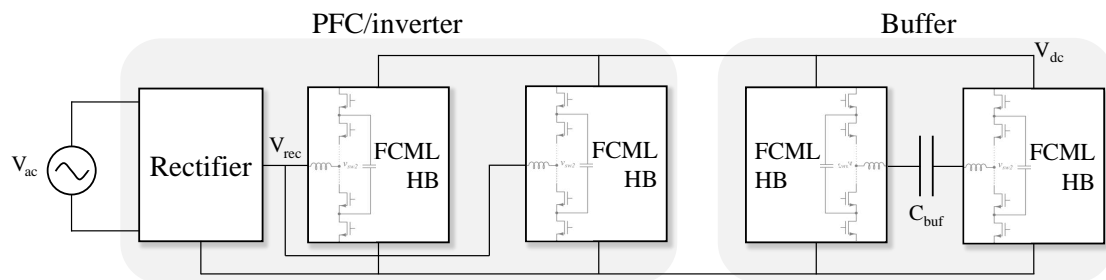 PFC/inverter
Buffer
V_dc
V_ac
Rectifier
V_rec
FCML
HB
FCML
HB
FCML
HB
C_buf
FCML
HB